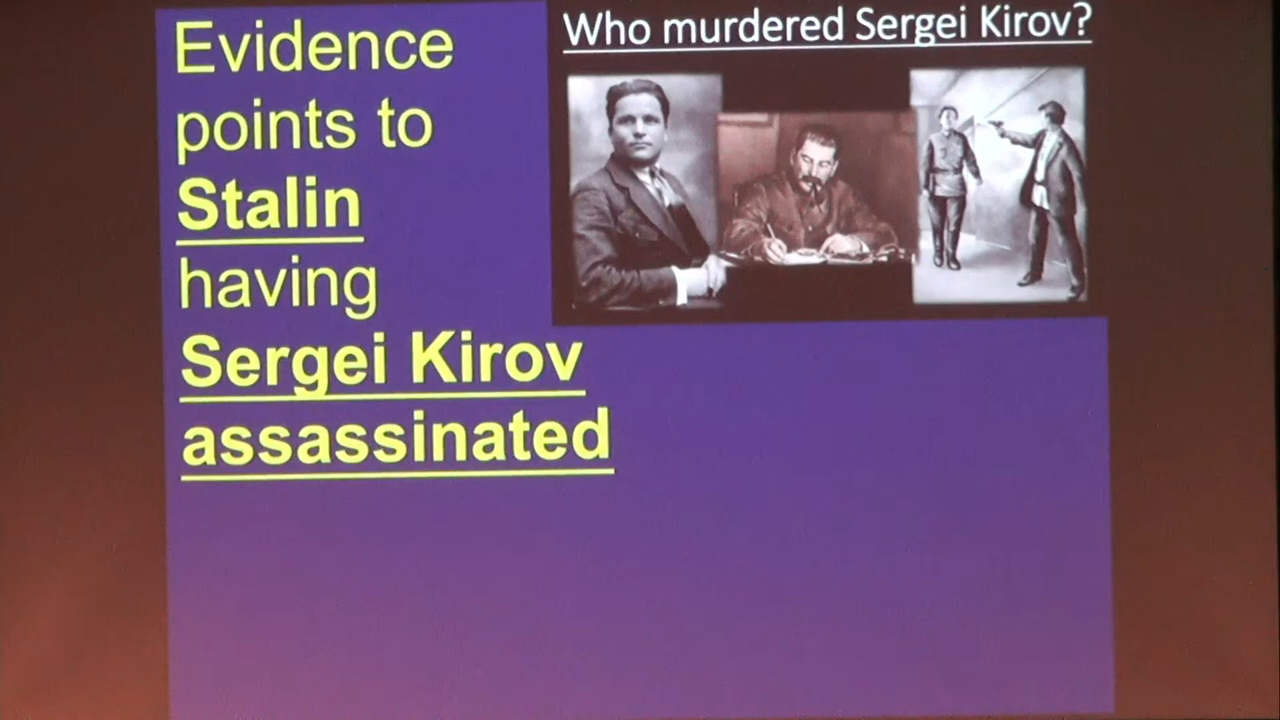 Evidence
points to
Stalin
having
Sergei Kirov
assassinated
Who murdered Sergei Kirov?